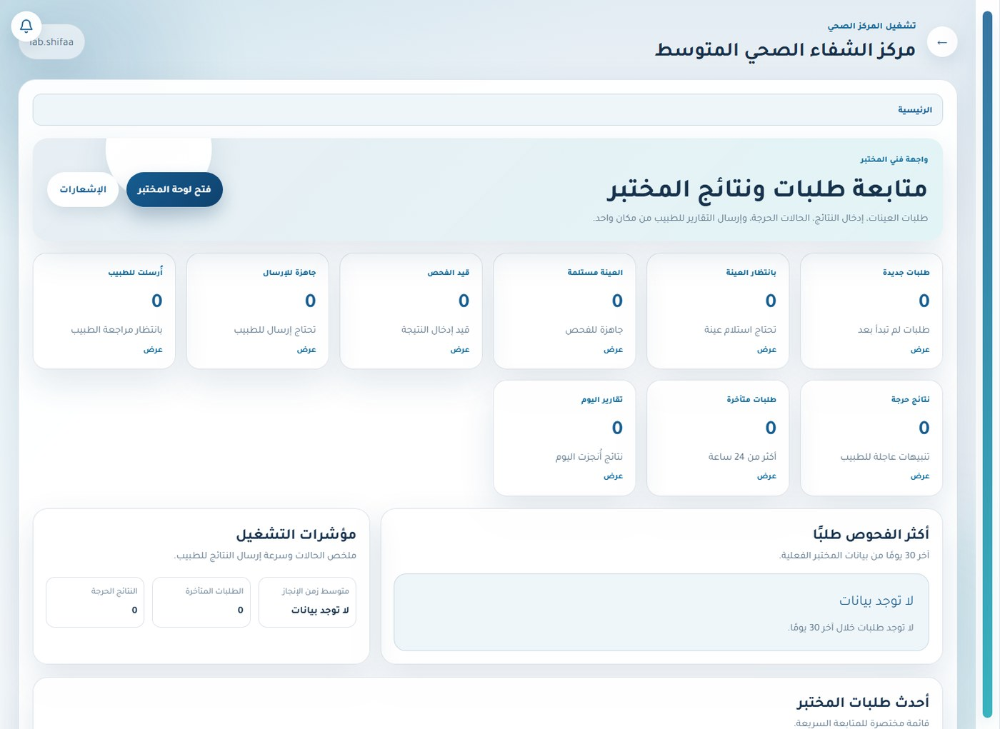 تشغيل المركز الصحي
مركز الشفاء الصحي المتوسط
←
lab.shifaa
الرئيسية
واجهة فني المختبر
متابعة طلبات ونتائج المختبر
طلبات العينات، إدخال النتائج، الحالات الحرجة، وإرسال التقارير للطبيب من مكان واحد.
فتح لوحة المختبر
الإشعارات
طلبات جديدة
0
طلبات لم تبدأ بعد
عرض
بانتظار العينة
0
تحتاج استلام عينة
عرض
العينة مستلمة
0
جاهزة للفحص
عرض
قيد الفحص
0
قيد إدخال النتيجة
عرض
جاهزة للإرسال
0
تحتاج إرسال للطبيب
عرض
أُرسلت للطبيب
0
بانتظار مراجعة الطبيب
عرض
نتائج حرجة
0
تنبيهات عاجلة للطبيب
عرض
طلبات متأخرة
0
أكثر من 24 ساعة
عرض
تقارير اليوم
0
نتائج أُنجزت اليوم
عرض
أكثر الفحوص طلبًا
آخر 30 يومًا من بيانات المختبر الفعلية.
لا توجد بيانات
لا توجد طلبات خلال آخر 30 يومًا.
مؤشرات التشغيل
ملخص الحالات وسرعة إرسال النتائج للطبيب.
متوسط زمن الإنجاز
لا توجد بيانات
الطلبات المتأخرة
0
النتائج الحرجة
0
أحدث طلبات المختبر
قائمة مختصرة للمتابعة السريعة.